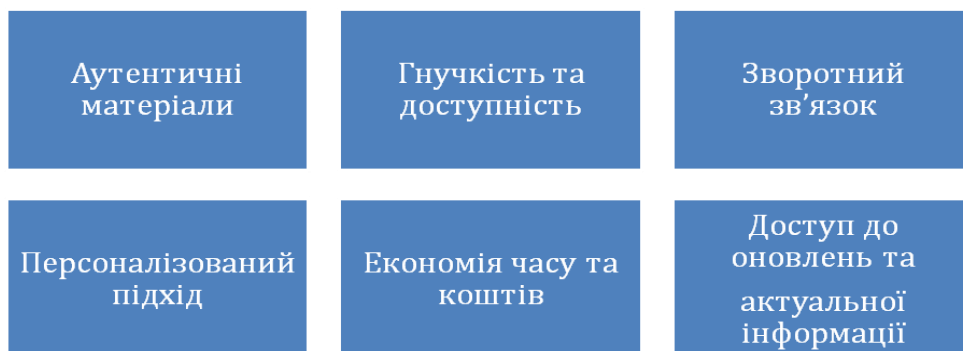 Аутентичні
матеріали
Гнучкість та
доступність
Зворотний
зв’язок
Персоналізований
підхід
Економія часу та
коштів
Доступ до
оновлень та
актуальної
інформації